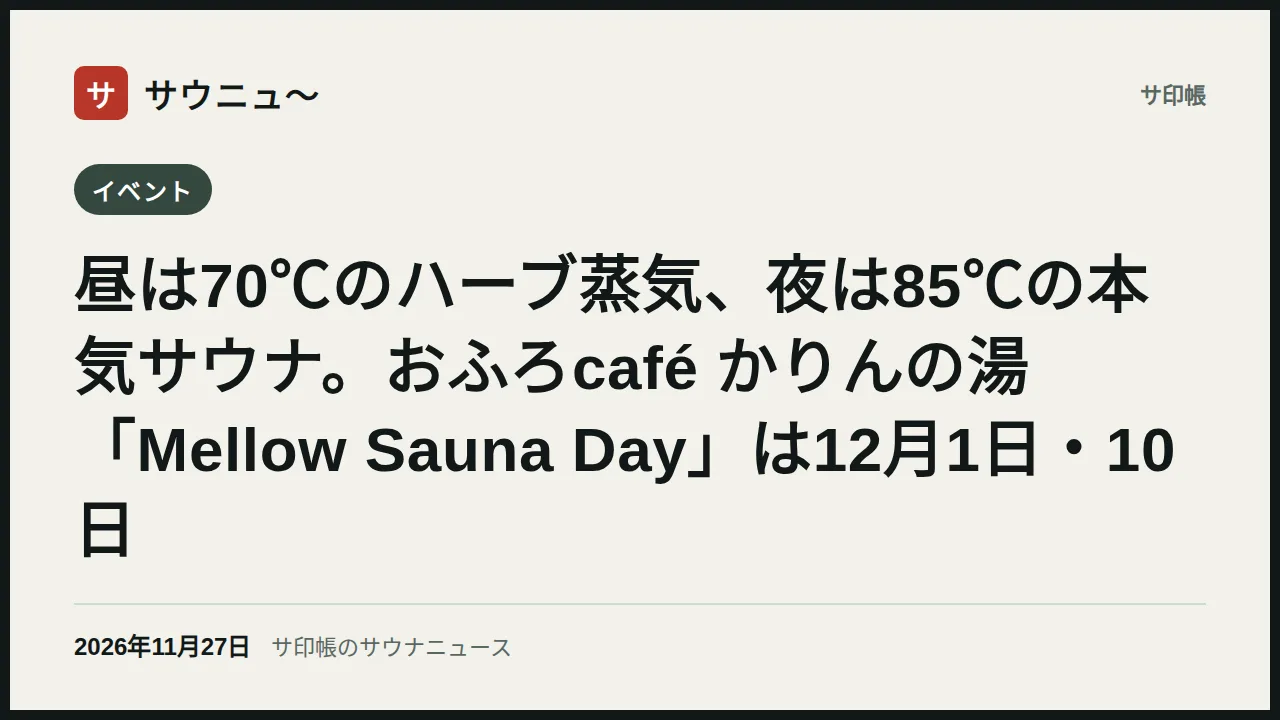 サ サウニュ〜
サ印帳
イベント
昼は70℃のハーブ蒸気、夜は85℃の本
気サウナ。おふろcafé かりんの湯
「Mellow Sauna Day」は12月1日・10
日
2026年11月27日 サ印帳のサウナニュース